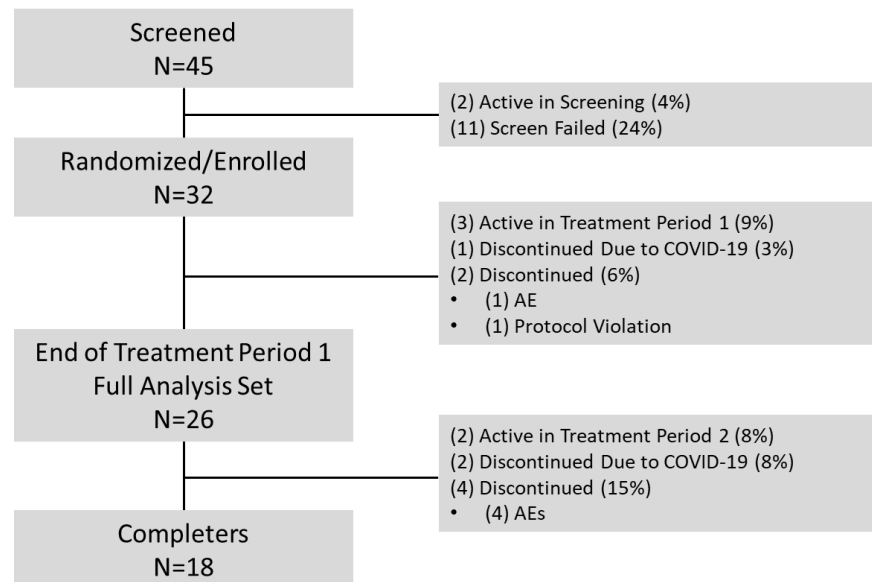 Screened
N=45
(2) Active in Screening (4%)
(11) Screen Failed (24%)
Randomized/Enrolled
N=32
(3) Active in Treatment Period 1 (9%)
(1) Discontinued Due to COVID-19 (3%)
(2) Discontinued (6%)
• (1) AE
• (1) Protocol Violation
End of Treatment Period 1
Full Analysis Set
N=26
(2) Active in Treatment Period 2 (8%)
(2) Discontinued Due to COVID-19 (8%)
(4) Discontinued (15%)
• (4) AEs
Completers
N=18